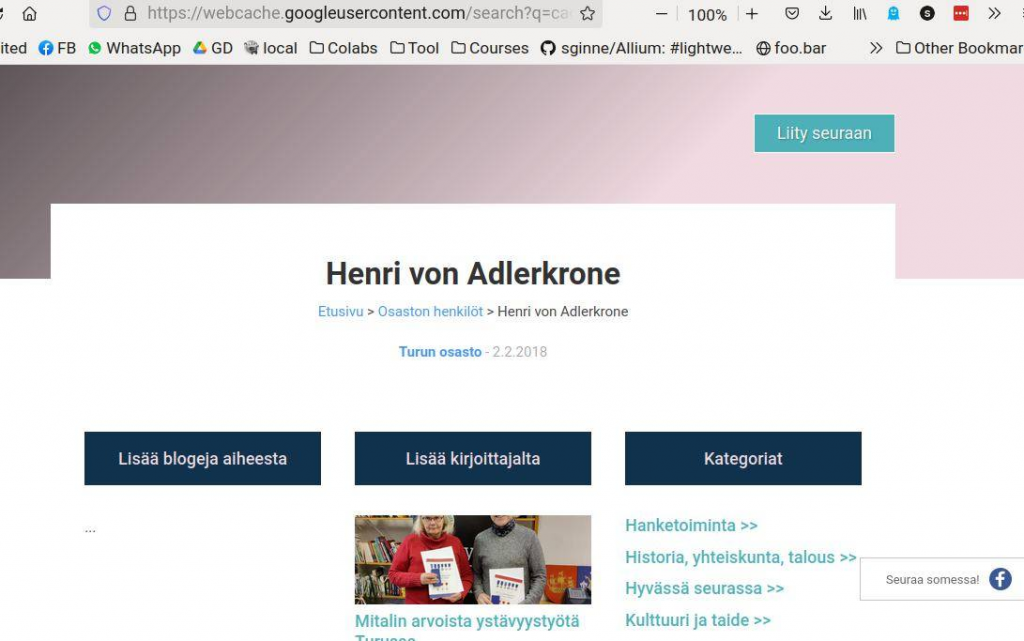 https://webcache.googleusercontent.com/search?q=cac
100%
ited FB WhatsApp GD local Colabs Tool Courses sginne/Allium: #lightwe... foo.bar Other Bookmar
Liity seuraan
Henri von Adlerkrone
Etusivu > Osaston henkilöt > Henri von Adlerkrone
Turun osasto - 2.2.2018
Lisää blogeja aiheesta
...
Lisää kirjoittajalta
Mitalin arvoista ystävyystyötä
Turussa
Kategoriat
Hanketoiminta >>
Historia, yhteiskunta, talous >>
Hyvässä seurassa >>
Kulttuuri ja taide >>
Seuraa somessa!